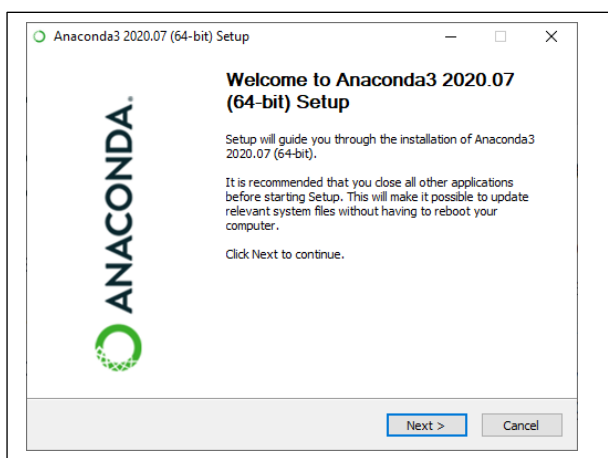 Anaconda3 2020.07 (64-bit) Setup
Welcome to Anaconda3 2020.07
(64-bit) Setup
Setup will guide you through the installation of Anaconda3
2020.07 (64-bit).
It is recommended that you close all other applications
before starting Setup. This will make it possible to update
relevant system files without having to reboot your
computer.
Click Next to continue.
ANACONDA.
Next >
Cancel